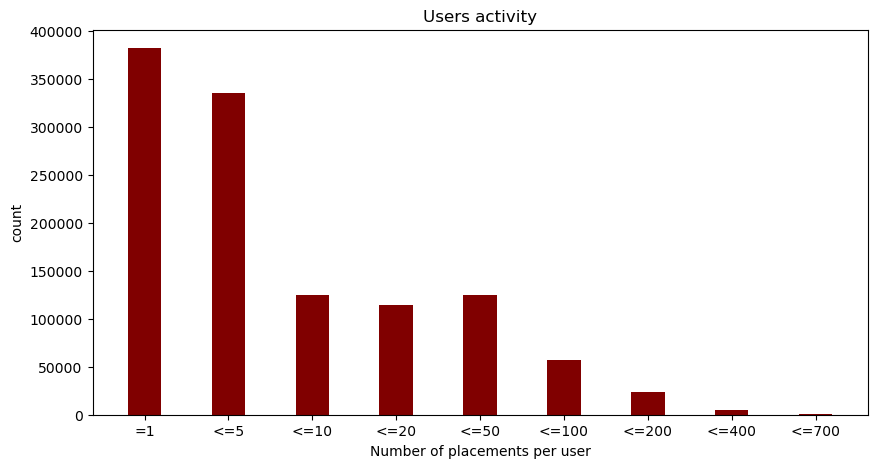 Users activity
400000
350000
300000
250000
200000
150000
100000
50000
0
count
=1 <=5 <=10 <=20 <=50 <=100 <=200 <=400 <=700
Number of placements per user